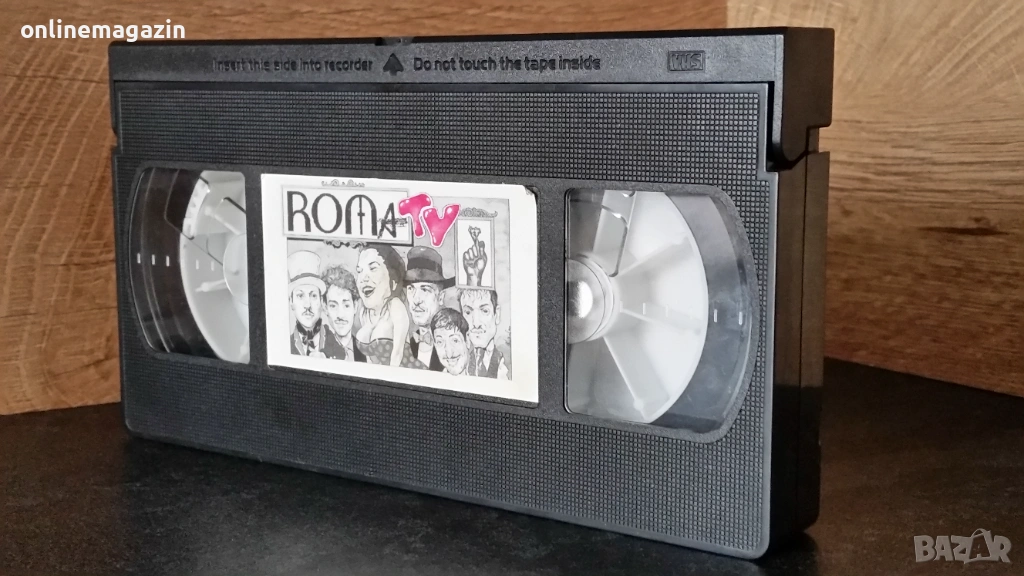 onlinemagazin
Insert this side into recorder Do not touch the tape inside VHS
ROMA TV
BAZAR